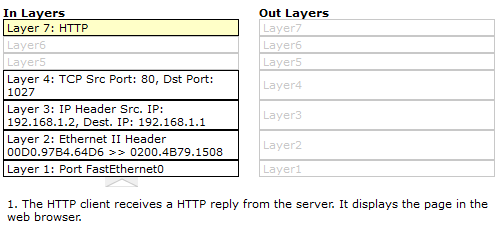 In Layers
Layer 7: HTTP
Layer6
Layer5
Layer 4: TCP Src Port: 80, Dst Port:
1027
Layer 3: IP Header Src. IP:
192.168.1.2, Dest. IP: 192.168.1.1
Layer 2: Ethernet II Header
00D0.97B4.64D6 >> 0200.4B79.1508
Layer 1: Port FastEthernet0
Out Layers
Layer7
Layer6
Layer5
Layer4
Layer3
Layer2
Layer1
1. The HTTP client receives a HTTP reply from the server. It displays the page in the
web browser.